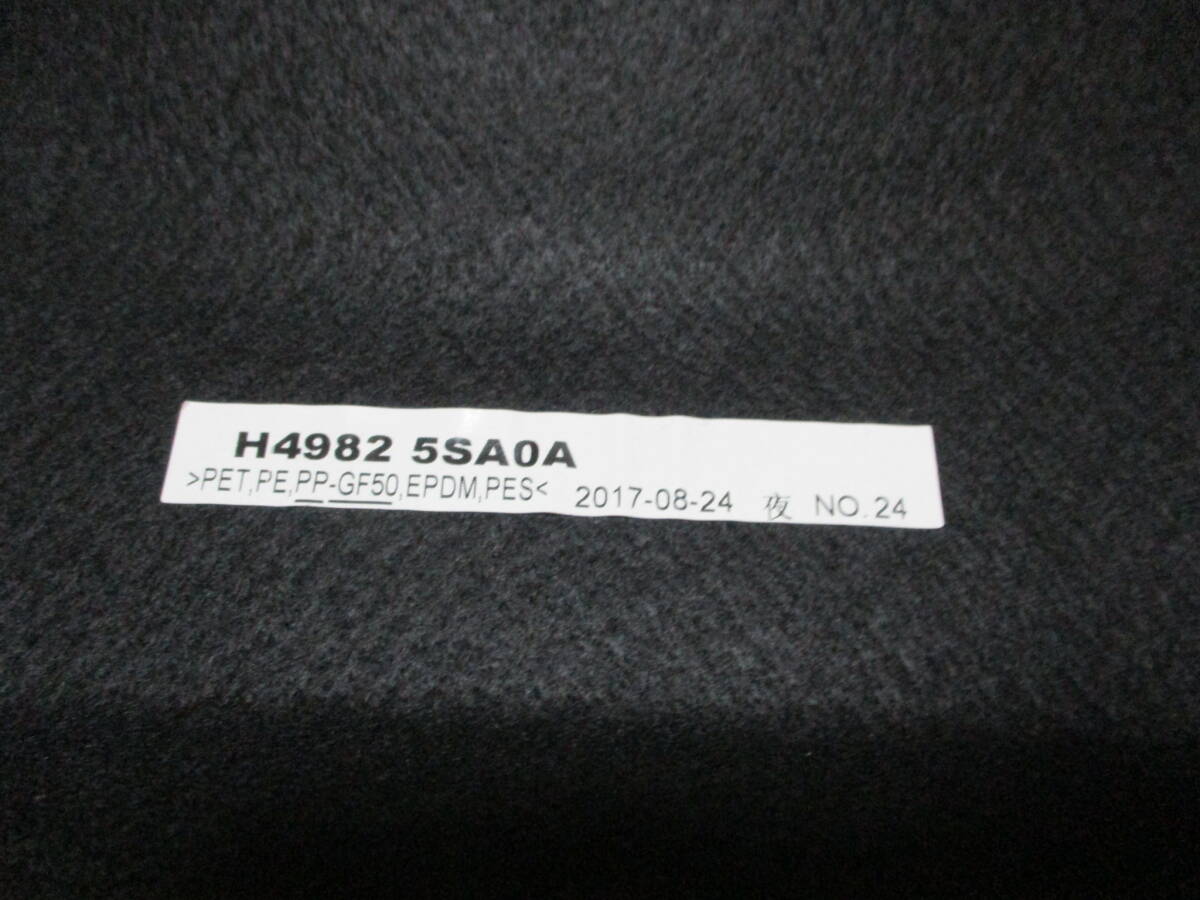 H4982 5SA0A
>PET,PE,PP-GF50,EPDM,PES< 2017-08-24 夜 NO.24